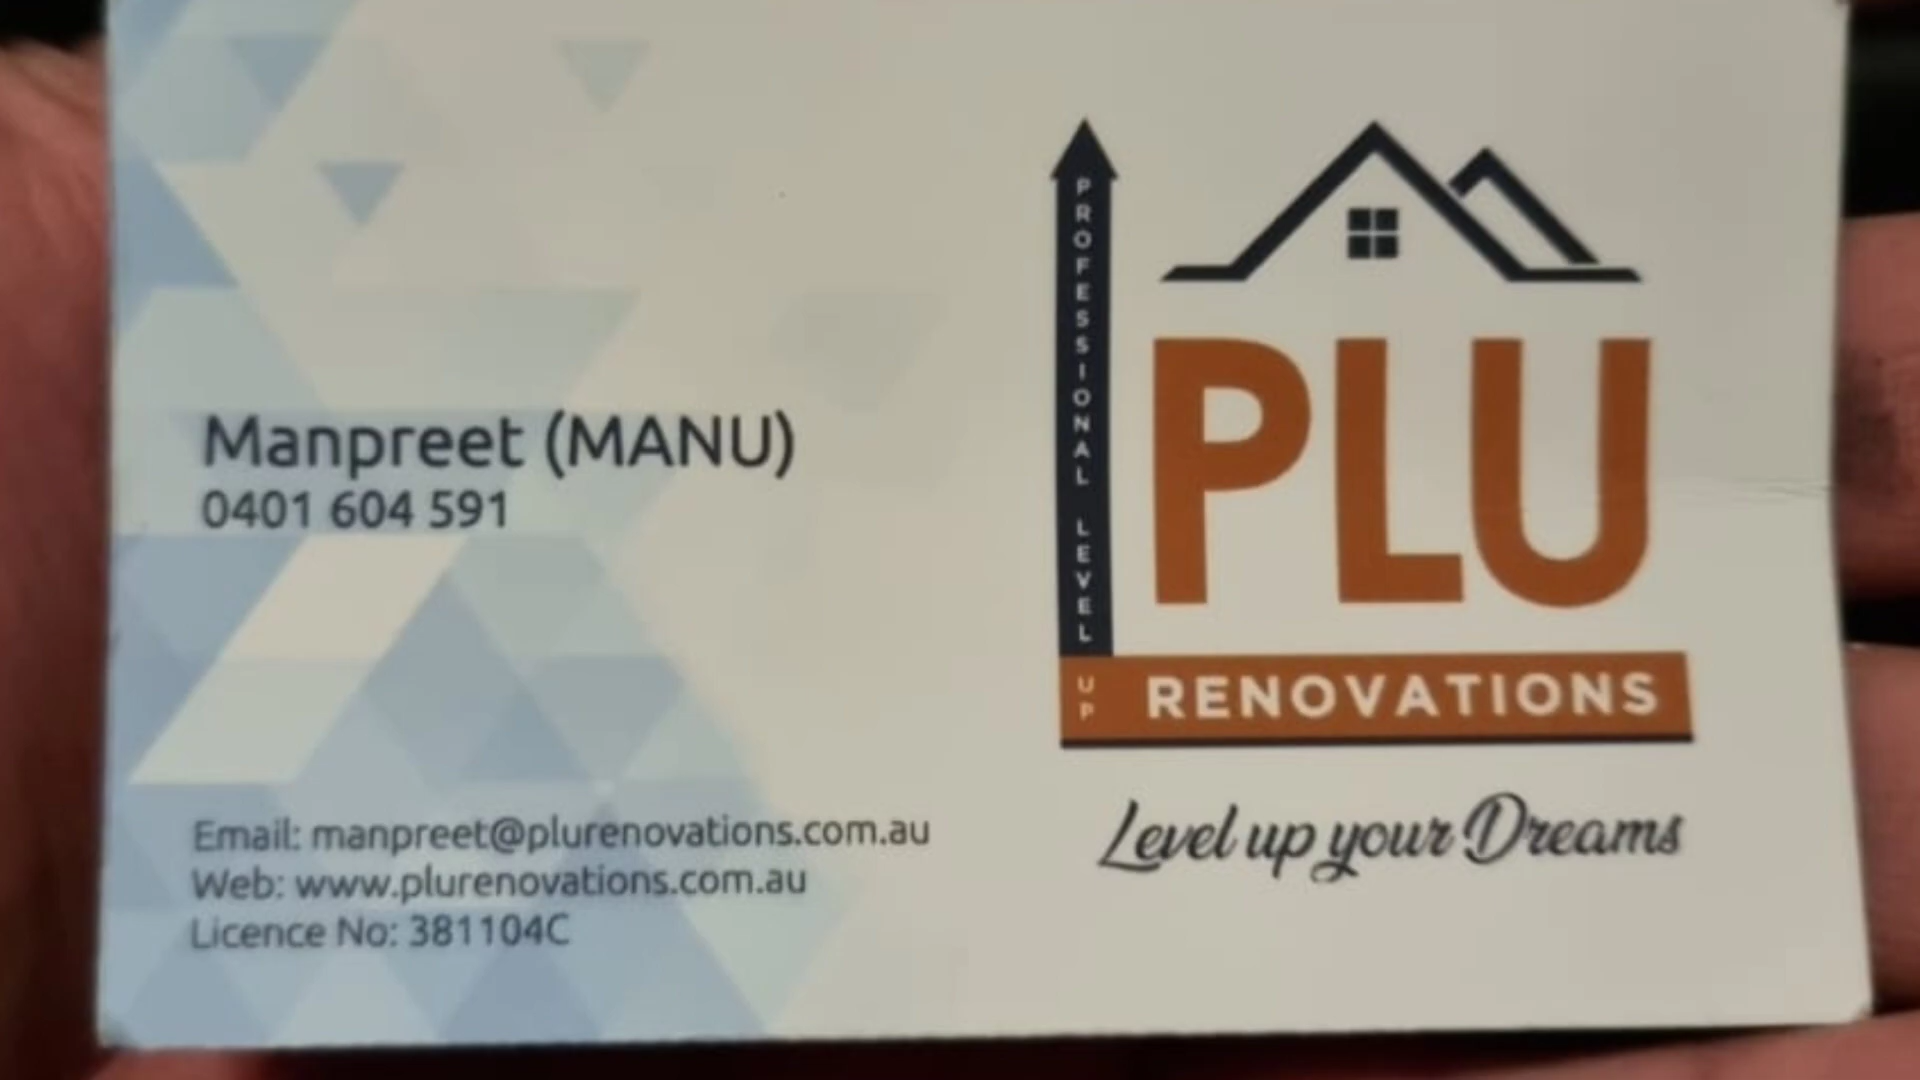 Manpreet (MANU)
0401 604 591
Email: manpreet@plurenovations.com.au
Web: www.plurenovations.com.au
Licence No: 381104C
PROFESSIONAL LEVEL UP
PLU
RENOVATIONS
Level up your Dreams